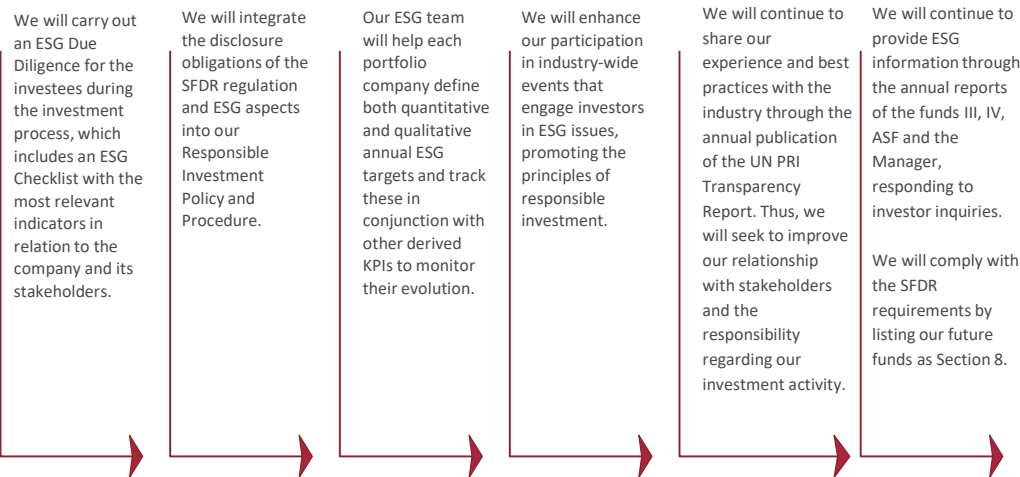 We will carry out
an ESG Due
Diligence for the
investees during
the investment
process, which
includes an ESG
Checklist with the
most relevant
indicators in
relation to the
company and its
stakeholders.
We will integrate
the disclosure
obligations of the
SFDR regulation
and ESG aspects
into our
Responsible
Investment
Policy and
Procedure.
Our ESG team
will help each
portfolio
company define
both quantitative
and qualitative
annual ESG
targets and track
these in
conjunction with
other derived
KPIs to monitor
their evolution.
We will enhance
our participation
in industry-wide
events that
engage investors
in ESG issues,
promoting the
principles of
responsible
investment.
We will continue to
share our
experience and best
practices with the
industry through the
annual publication
of the UN PRI
Transparency
Report. Thus, we
will seek to improve
our relationship
with stakeholders
and the
responsibility
regarding our
investment activity.
We will continue to
provide ESG
information through
the annual reports
of the funds III, IV,
ASF and the
Manager,
responding to
investor inquiries.
We will comply with
the SFDR
requirements by
listing our future
funds as Section 8.